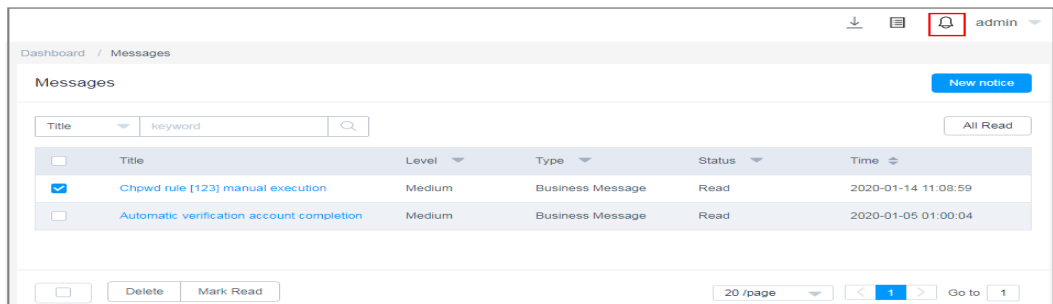 admin
Dashboard / Messages
Messages
New notice
Title keyword
All Read
Title Level Type Status Time
Chpwd rule [123] manual execution Medium Business Message Read 2020-01-14 11:08:59
Automatic verification account completion Medium Business Message Read 2020-01-05 01:00:04
Delete Mark Read 20 /page < 1 > Go to 1